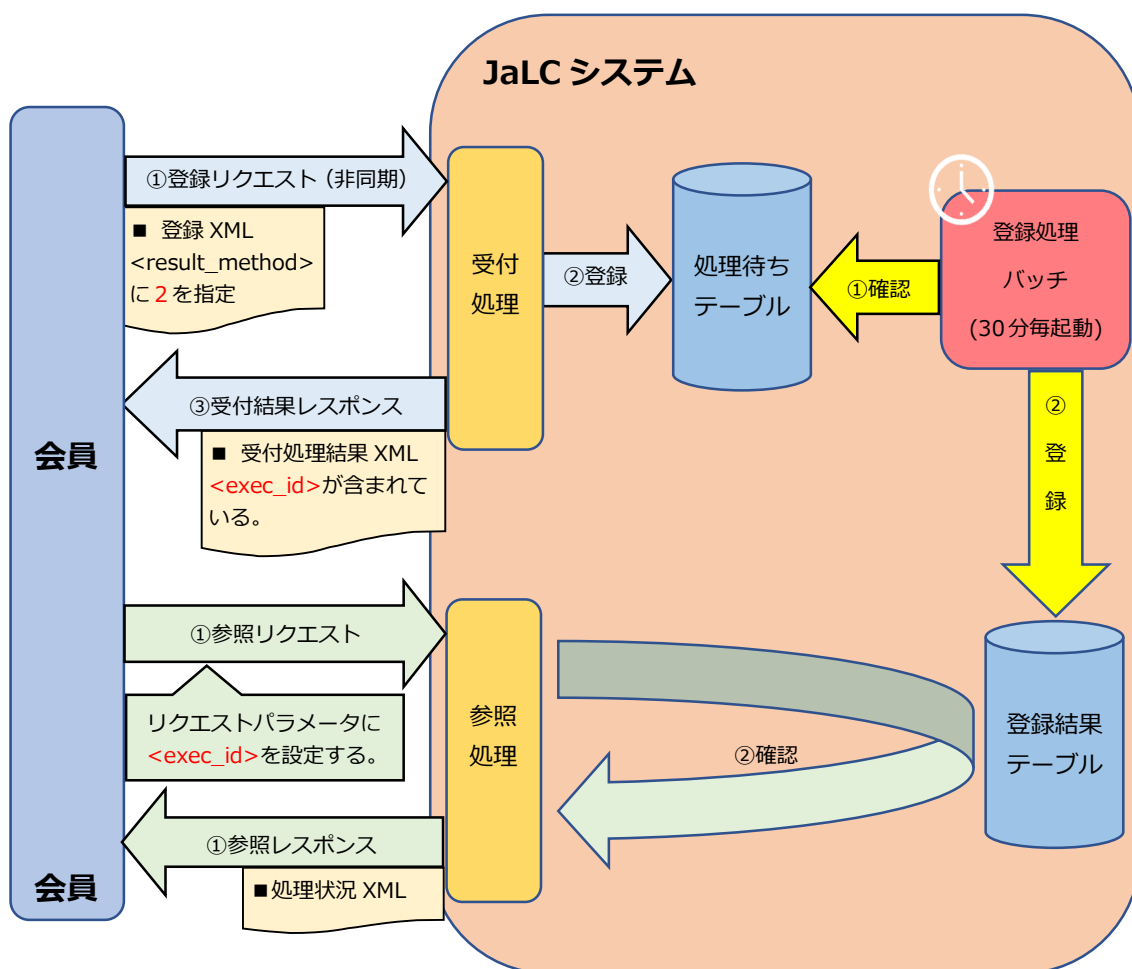 JaLC システム
①登録リクエスト（非同期）
■ 登録 XML
<result_method>
に 2 を指定
受付
処理
②登録
処理待ち
テーブル
①確認
登録処理
バッチ
(30 分毎起動)
③受付結果レスポンス
■ 受付処理結果 XML
<exec_id>が含まれて
いる。
会員
②
登
録
①参照リクエスト
リクエストパラメータに
<exec_id>を設定する。
参照
処理
②確認
登録結果
テーブル
①参照レスポンス
■処理状況 XML
会員